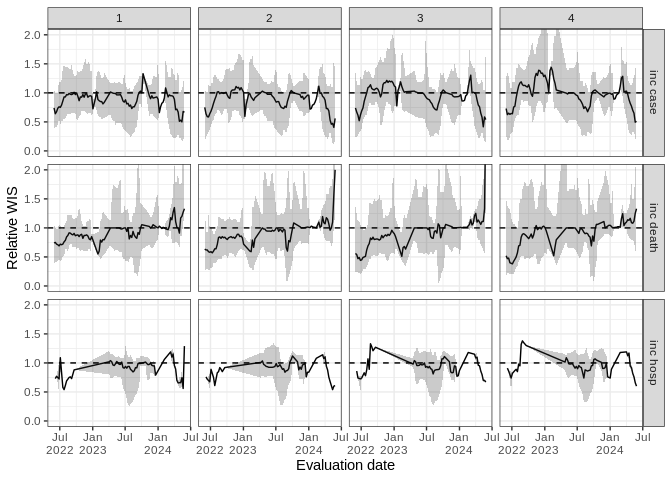 1 2 3 4
2.0
1.5
1.0
0.5
0.0
inc case
2.0
1.5
1.0
0.5
0.0
inc death
2.0
1.5
1.0
0.5
0.0
inc hosp
Relative WIS
Jul Jan Jul Jan Jul Jul Jan Jul Jan Jul Jul Jan Jul Jan Jul Jul Jan Jul Jan Jul
2022 2023 2024 2022 2023 2024 2022 2023 2024 2022 2023 2024
Evaluation date